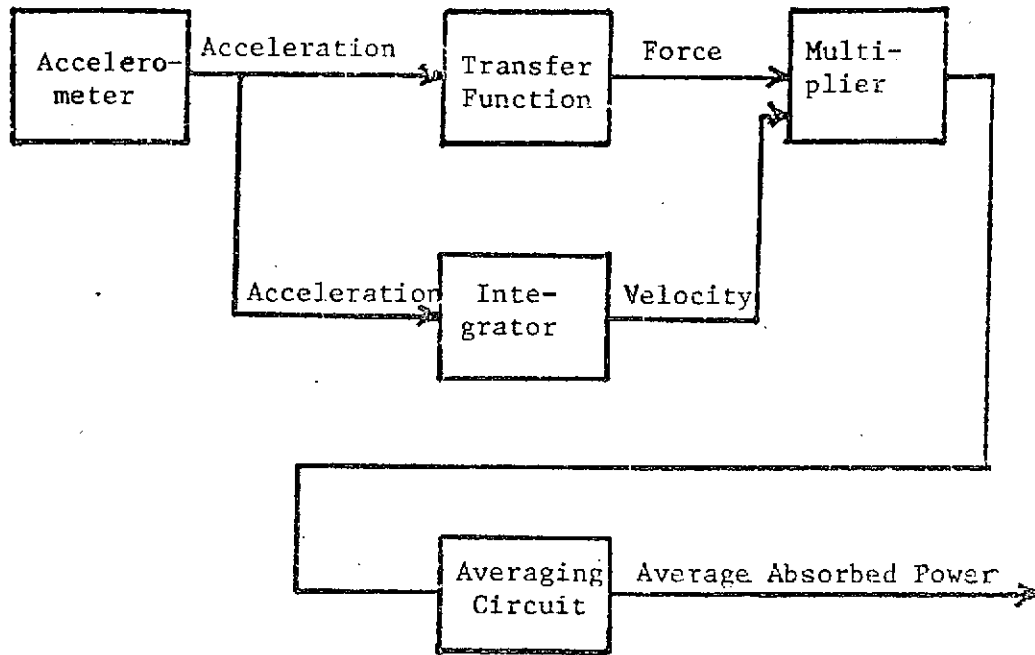 Accelero-
meter
Acceleration
Transfer
Function
Force
Multi-
plier
Acceleration
Inte-
grator
Velocity
Averaging
Circuit
Average Absorbed Power